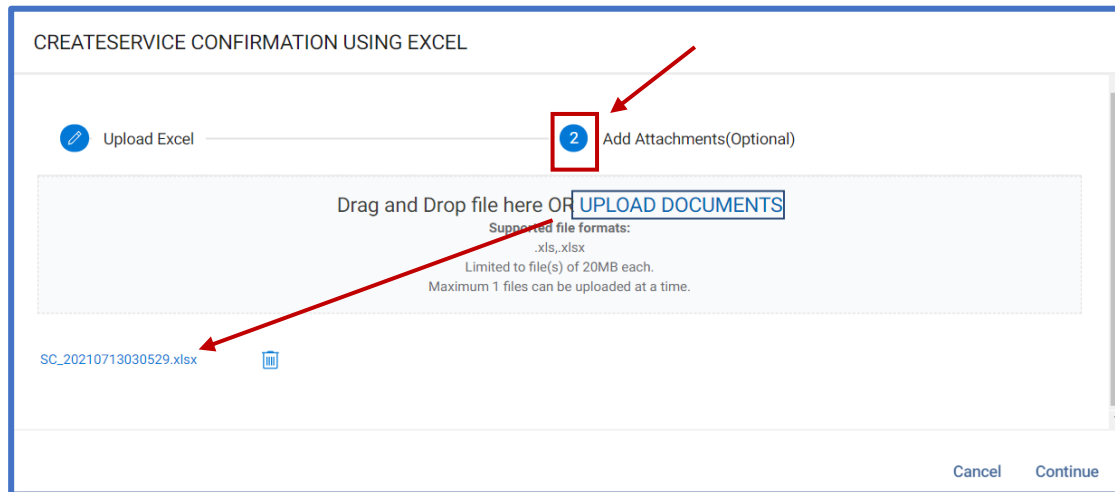 CREATESERVICE CONFIRMATION USING EXCEL
Upload Excel
2 Add Attachments(Optional)
Drag and Drop file here OR UPLOAD DOCUMENTS
Supported file formats:
.xls,.xlsx
Limited to file(s) of 20MB each.
Maximum 1 files can be uploaded at a time.
SC_20210713030529.xlsx
Cancel Continue